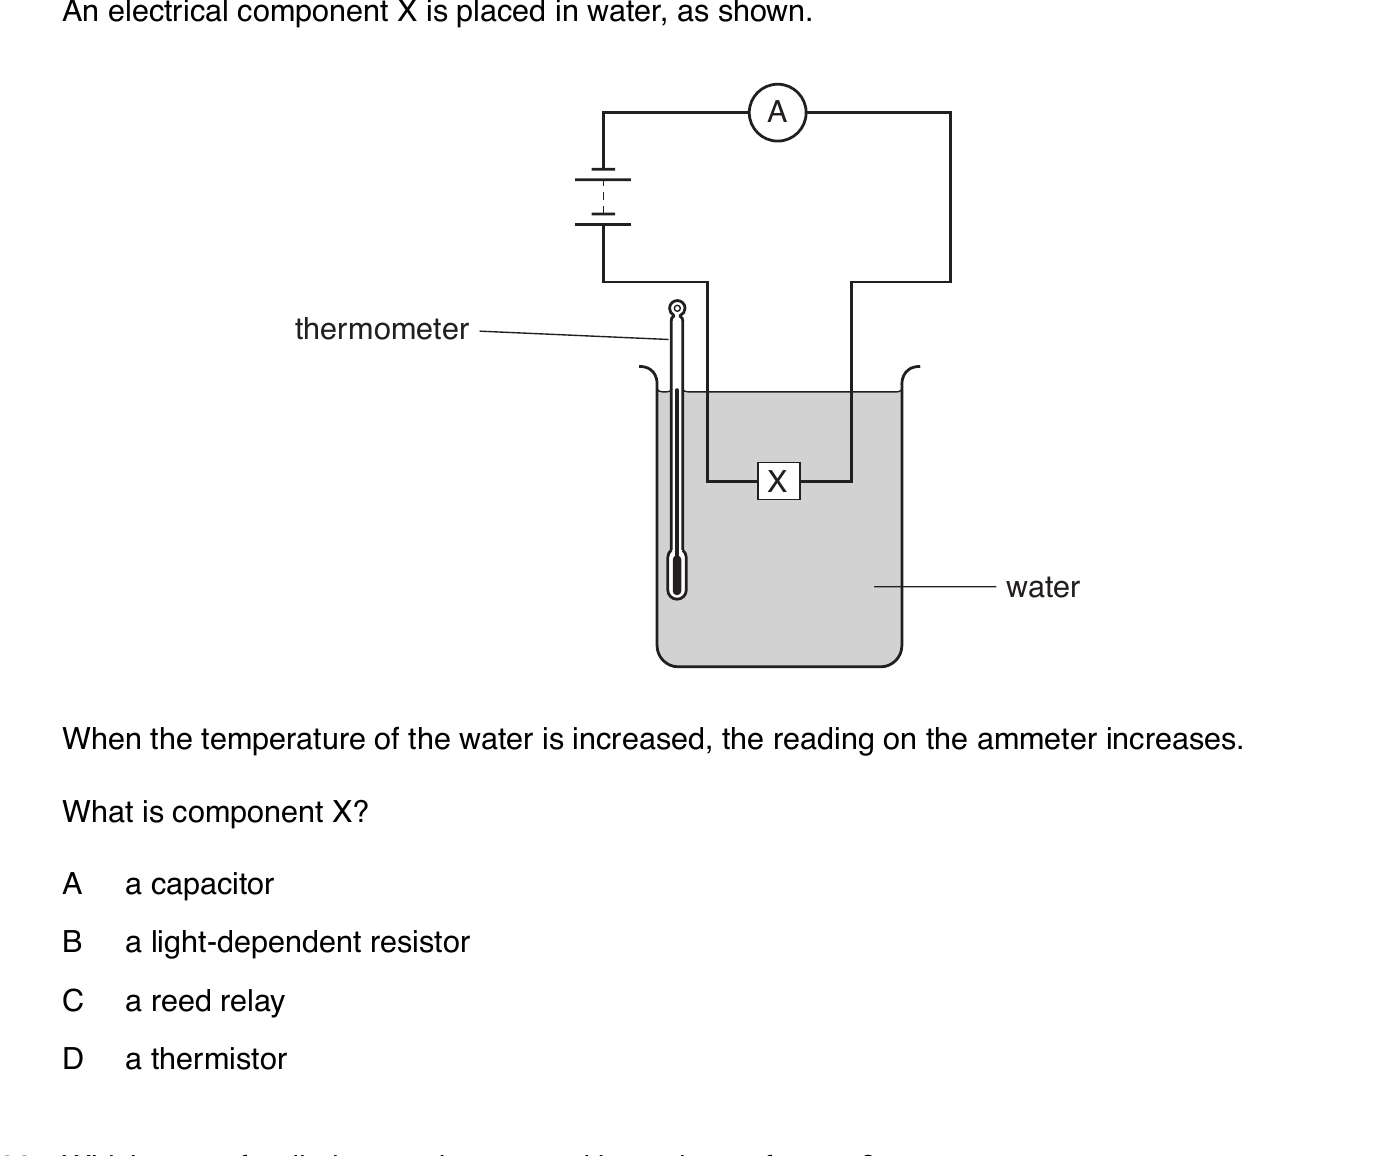 An electrical component X is placed in water, as shown.
A
thermometer
X
water
When the temperature of the water is increased, the reading on the ammeter increases.
What is component X?
A a capacitor
B a light-dependent resistor
C a reed relay
D a thermistor